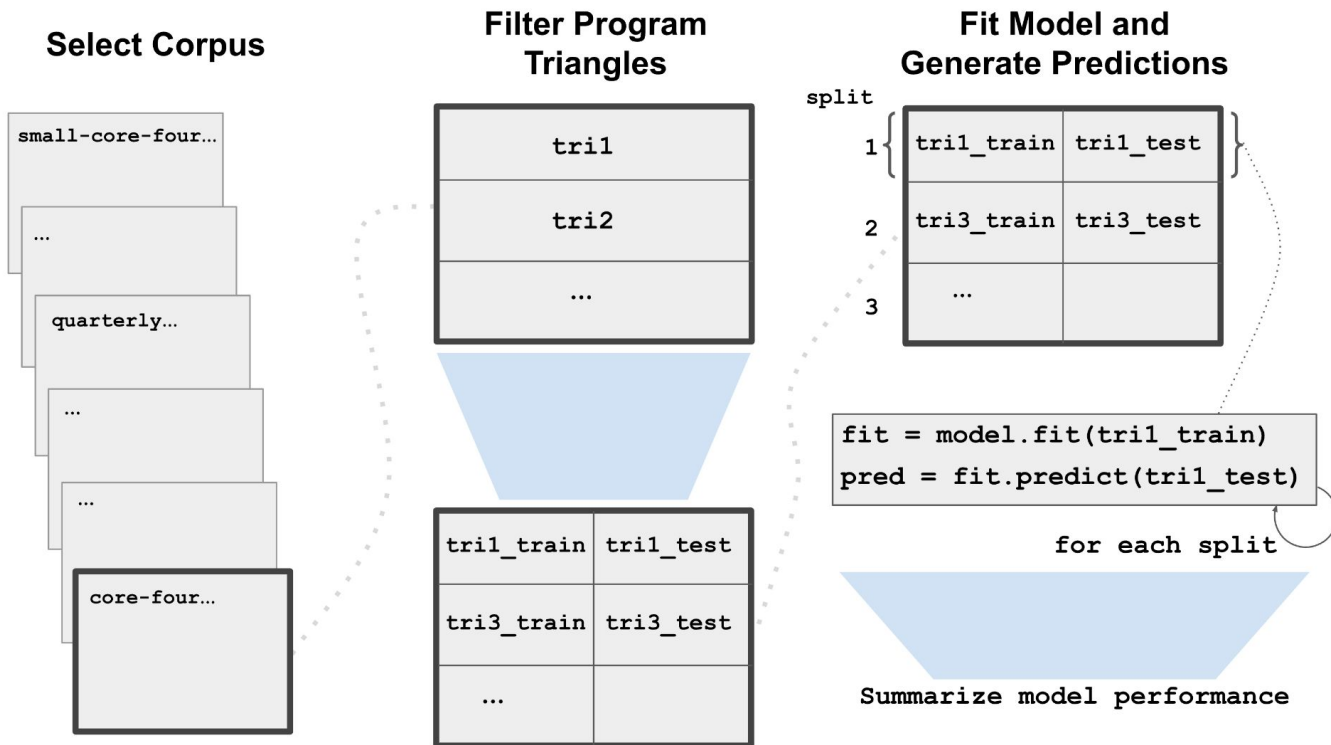 Select Corpus
small-core-four…
…
quarterly…
…
…
core-four…
Filter Program
Triangles
tri1
tri2
…
tri1_train tri1_test
tri3_train tri3_test
…
Fit Model and
Generate Predictions
split
1 tri1_train tri1_test
2 tri3_train tri3_test
3 …
fit = model.fit(tri1_train)
pred = fit.predict(tri1_test)
for each split
Summarize model performance